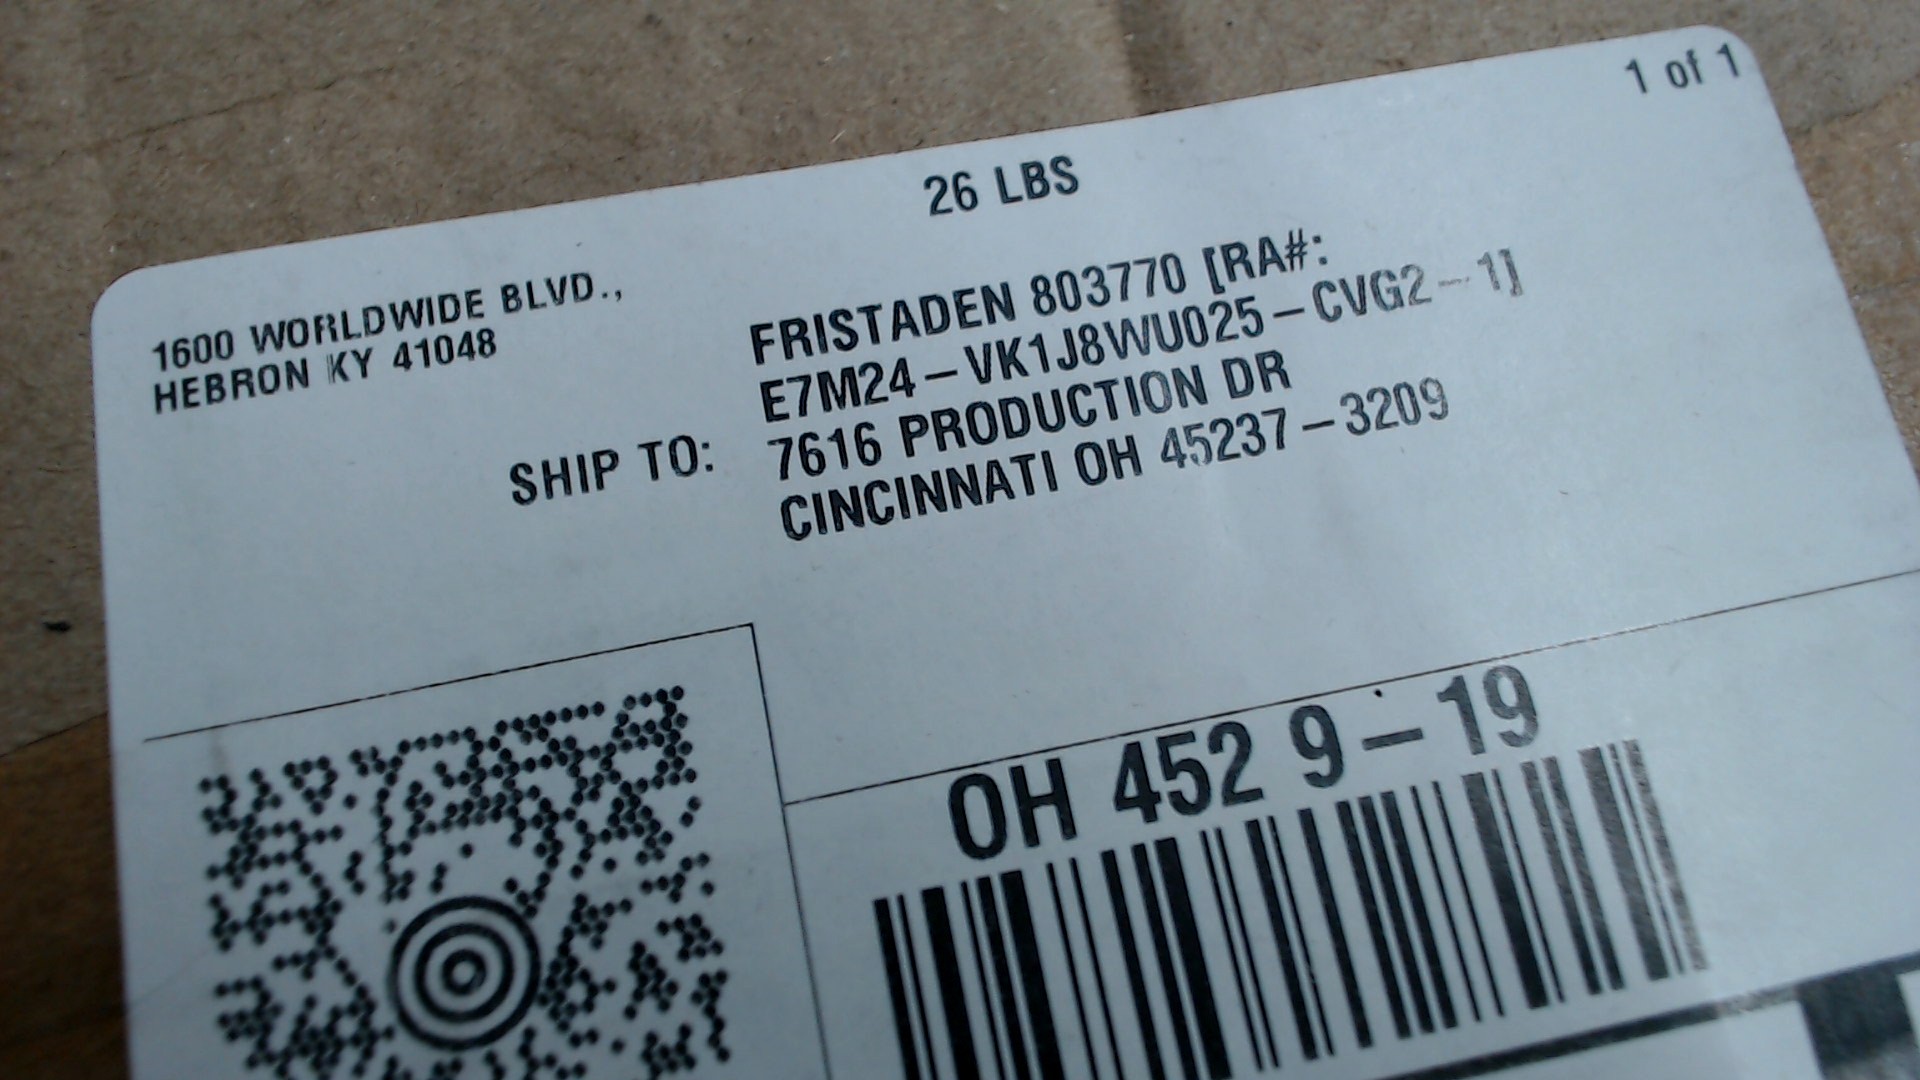 1 of 1
26 LBS
1600 WORLDWIDE BLVD.,
HEBRON KY 41048
SHIP TO:
FRISTADEN 803770 [RA#:
E7M24-VK1J8WU025-CVG2-1]
7616 PRODUCTION DR
CINCINNATI OH 45237-3209
OH 452 9-19